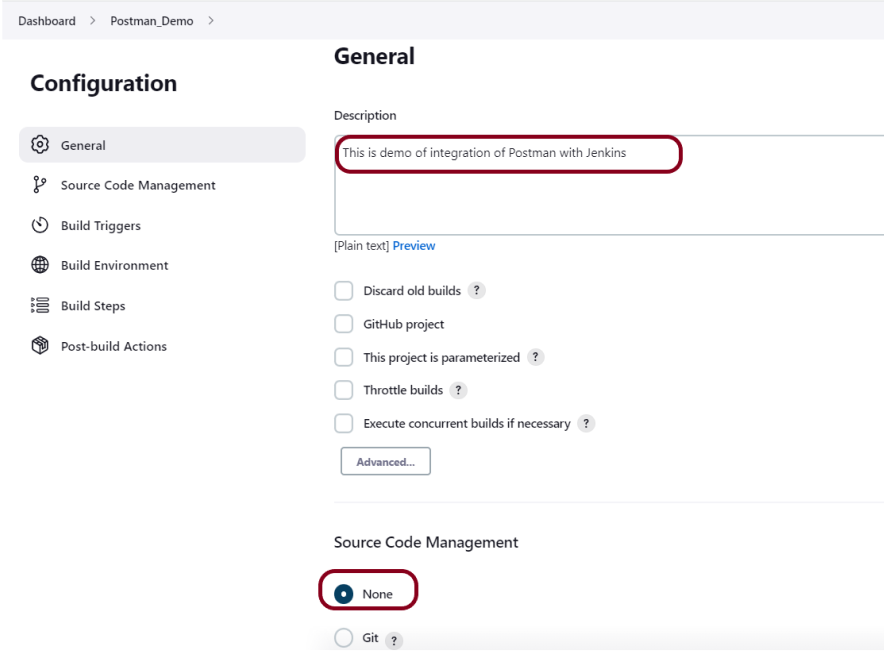 Dashboard > Postman_Demo >
Configuration
General
Source Code Management
Build Triggers
Build Environment
Build Steps
Post-build Actions
General
Description
This is demo of integration of Postman with Jenkins
[Plain text] Preview
Discard old builds ?
GitHub project
This project is parameterized ?
Throttle builds ?
Execute concurrent builds if necessary ?
Advanced...
Source Code Management
None
Git ?